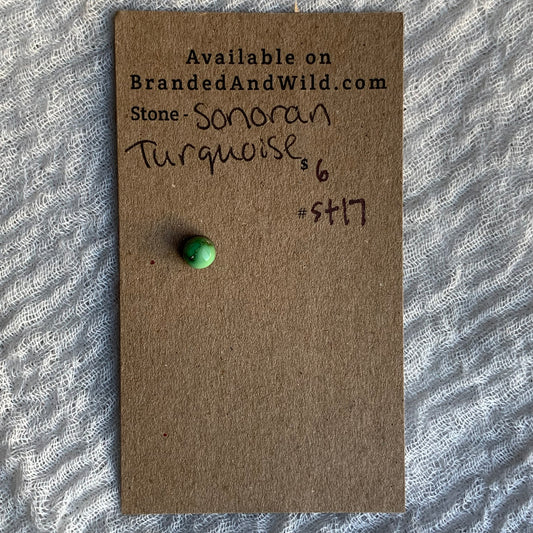 Available on
BrandedAndWild.com
Stone - Sonoran
Turquoise
$ 6
# St17